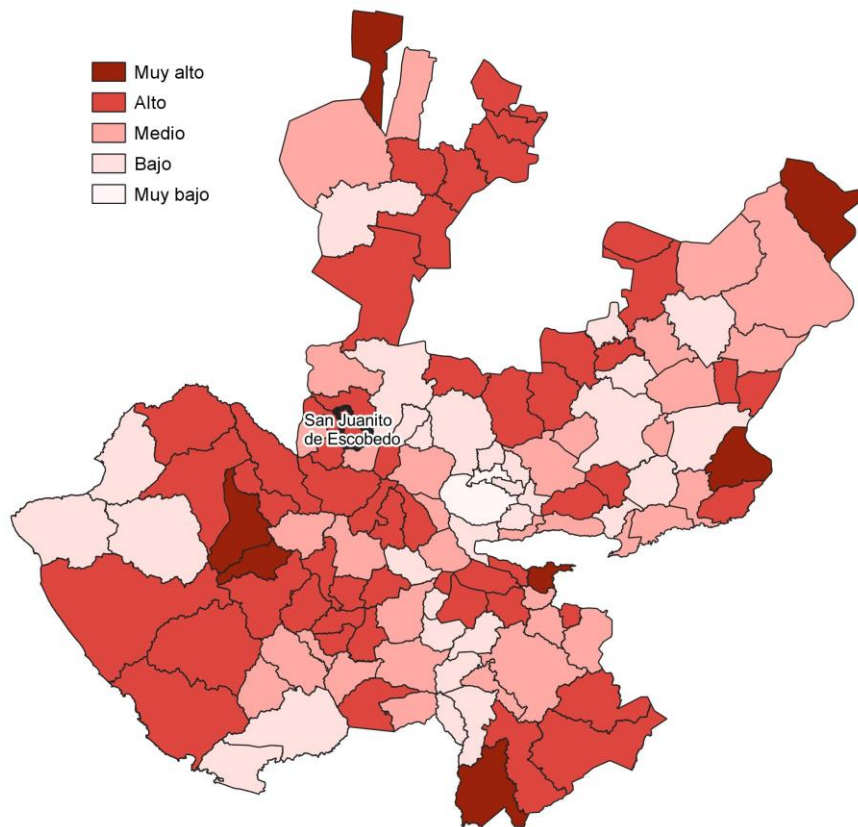 Muy alto
Alto
Medio
Bajo
Muy bajo
San Juanito
de Escobedo